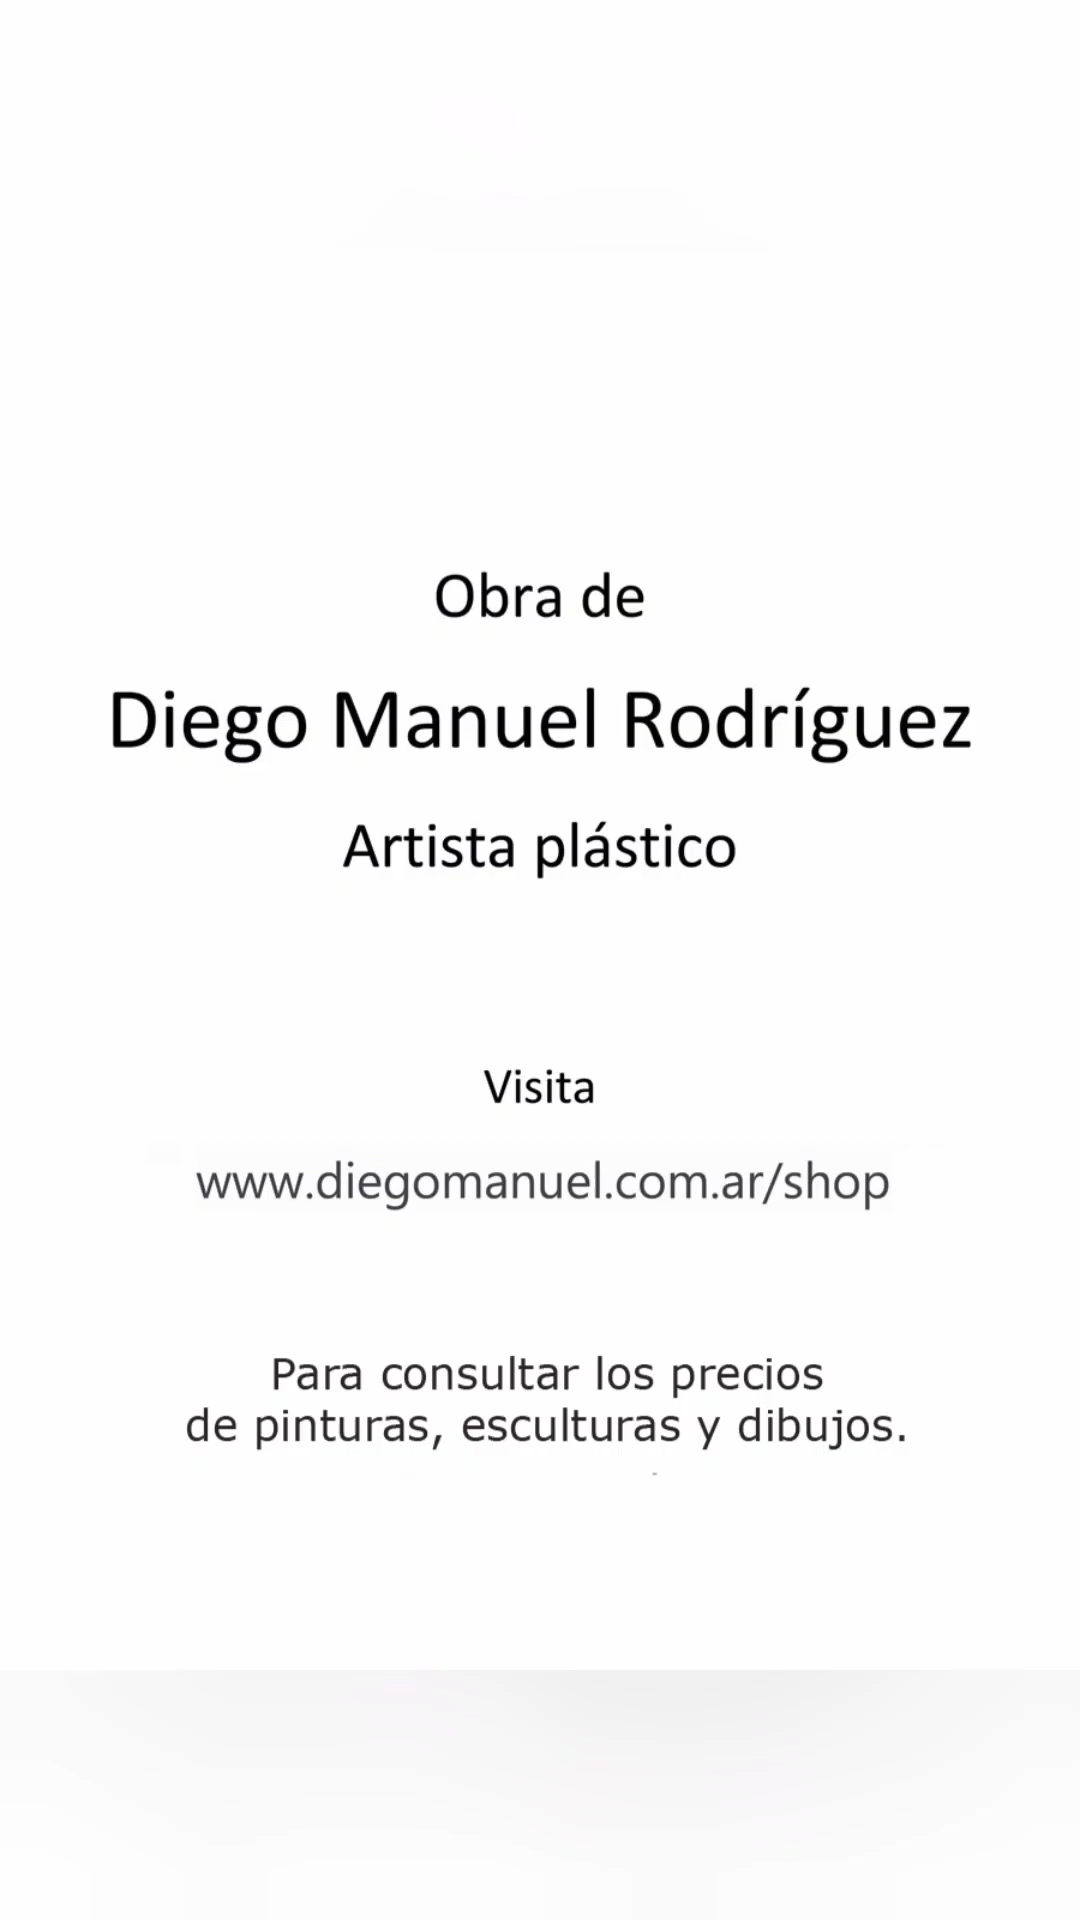 Obra de
Diego Manuel Rodríguez
Artista plástico
Visita
www.diegomanuel.com.ar/shop
Para consultar los precios
de pinturas, esculturas y dibujos.